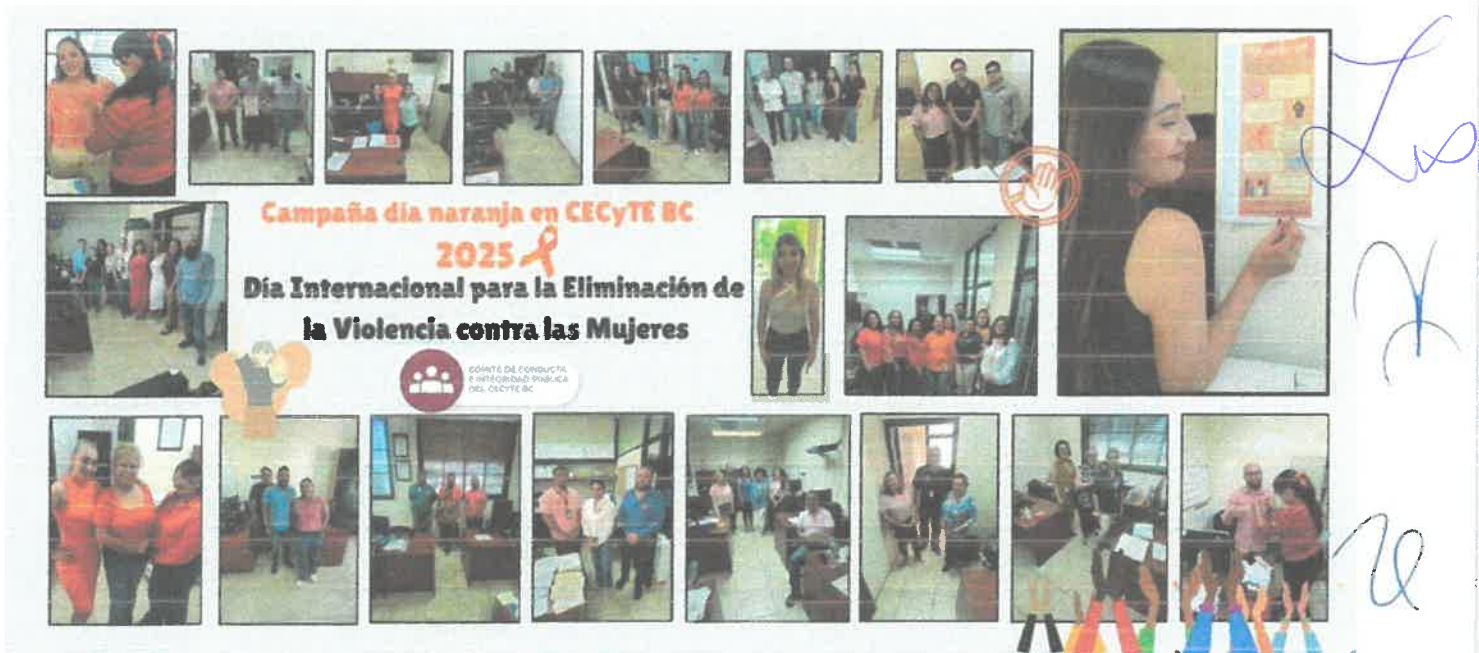 Campaña día naranja en CECyTE BC
2025
Día Internacional para la Eliminación de
la Violencia contra las Mujeres
COMITÉ DE CONDUCTA
E INTEGRIDAD PÚBLICA
DEL CECYTE BC